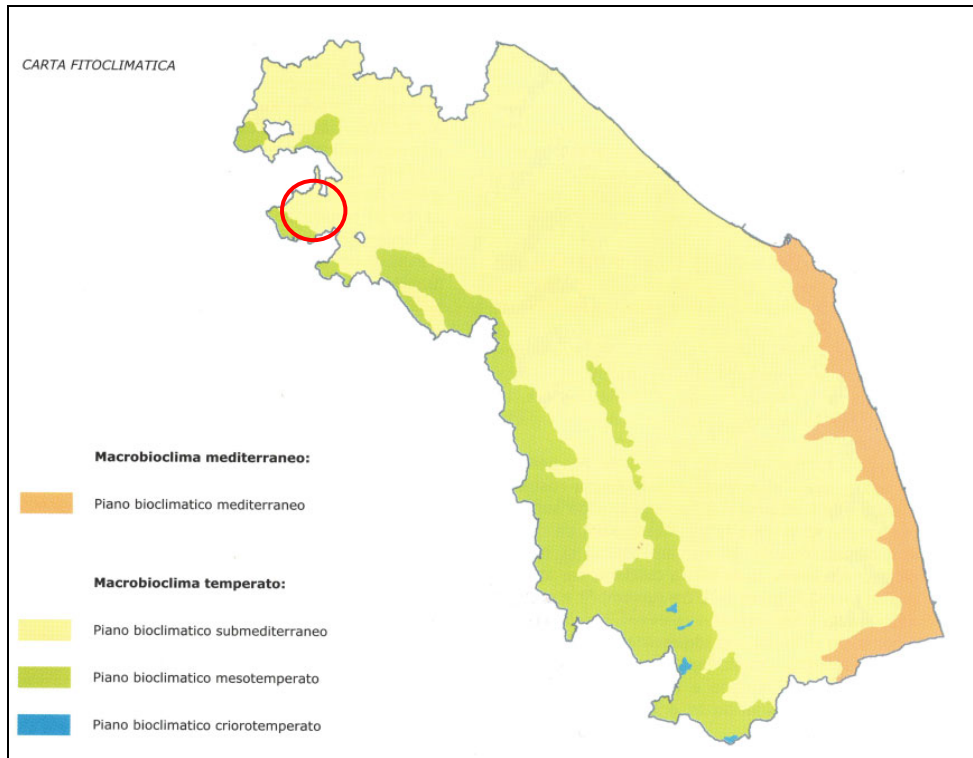 CARTA FITOCLIMATICA
Macrobioclima mediterraneo:
Piano bioclimatico mediterraneo
Macrobioclima temperato:
Piano bioclimatico submediterraneo
Piano bioclimatico mesotemperato
Piano bioclimatico criorotemperato